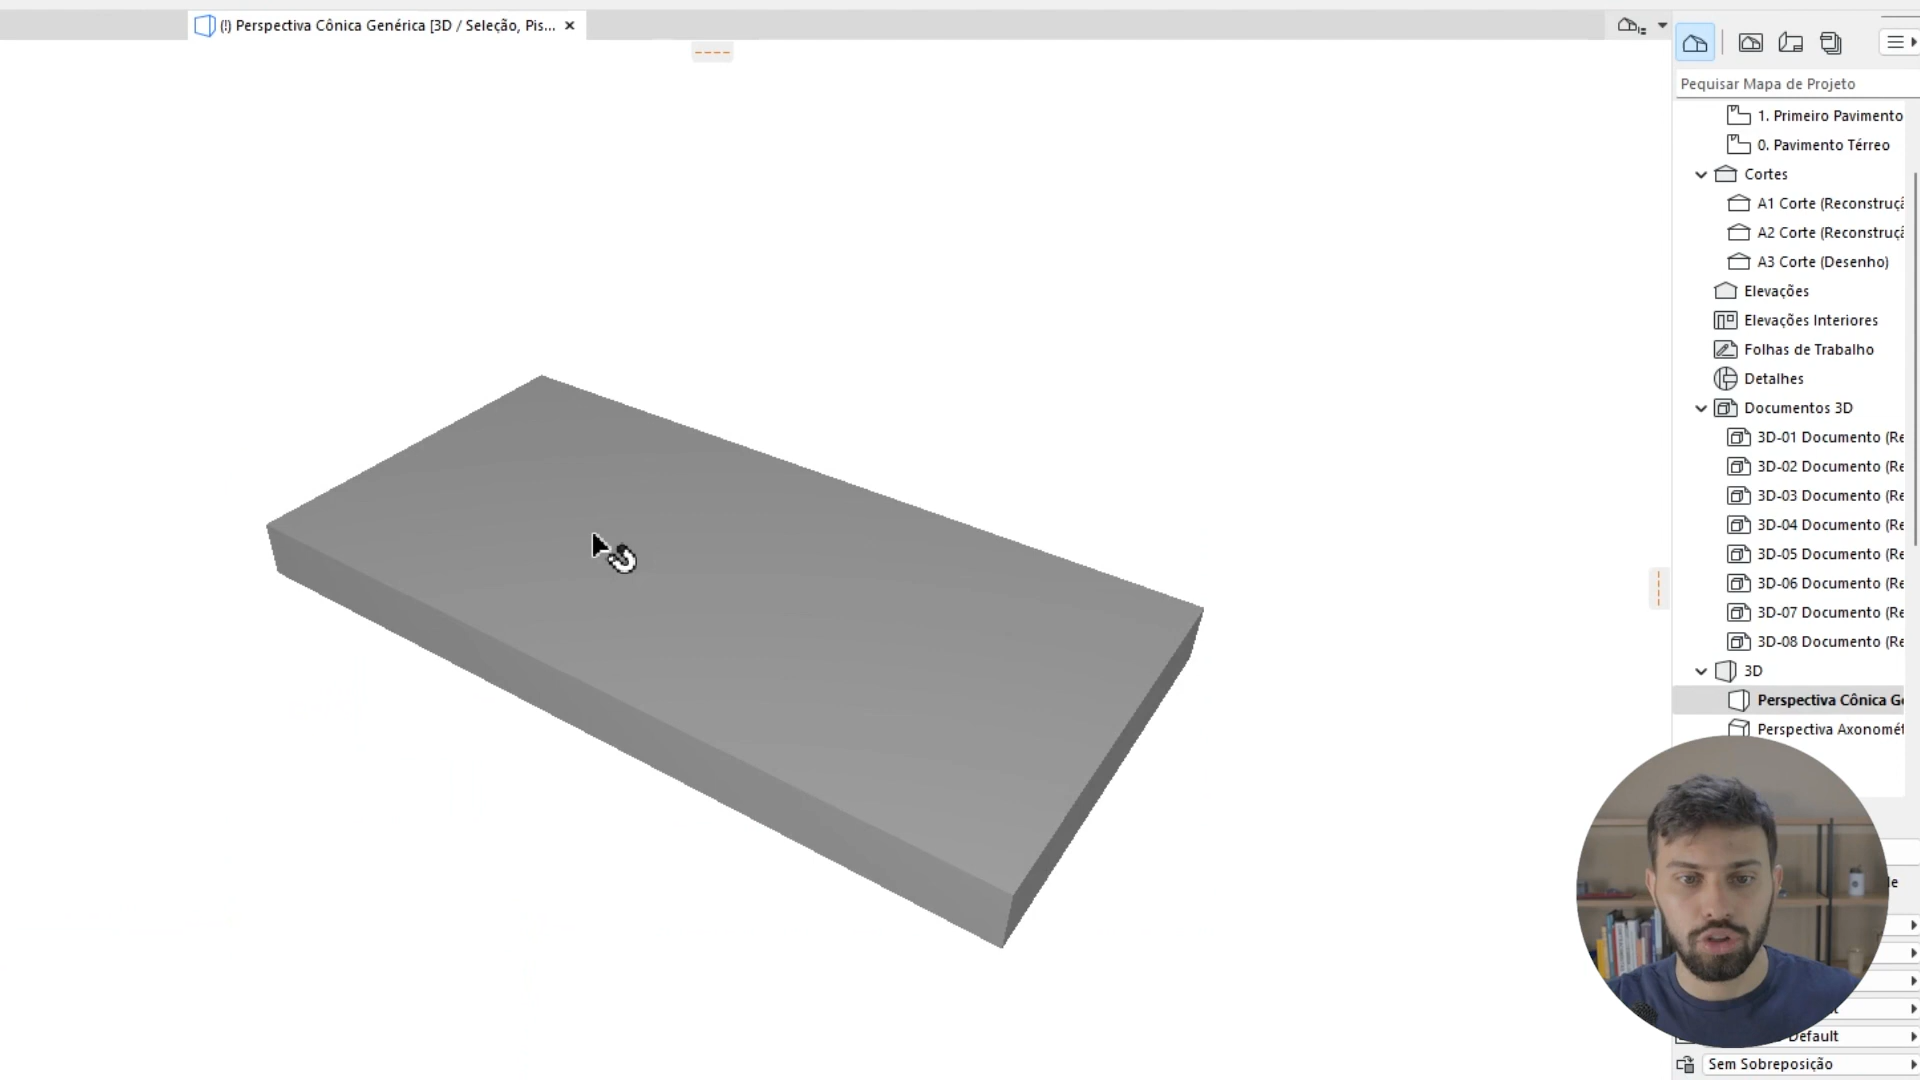 (!) Perspectiva Cônica Genérica [3D / Seleção, Pis...
Pequisar Mapa de Projeto
1. Primeiro Pavimento
0. Pavimento Térreo
Cortes
A1 Corte (Reconstruçã
A2 Corte (Reconstruçã
A3 Corte (Desenho)
Elevações
Elevações Interiores
Folhas de Trabalho
Detalhes
Documentos 3D
3D-01 Documento (Re
3D-02 Documento (Re
3D-03 Documento (Re
3D-04 Documento (Re
3D-05 Documento (Re
3D-06 Documento (Re
3D-07 Documento (Re
3D-08 Documento (Re
3D
Perspectiva Cônica Ge
Perspectiva Axonomét
Default
Sem Sobreposição